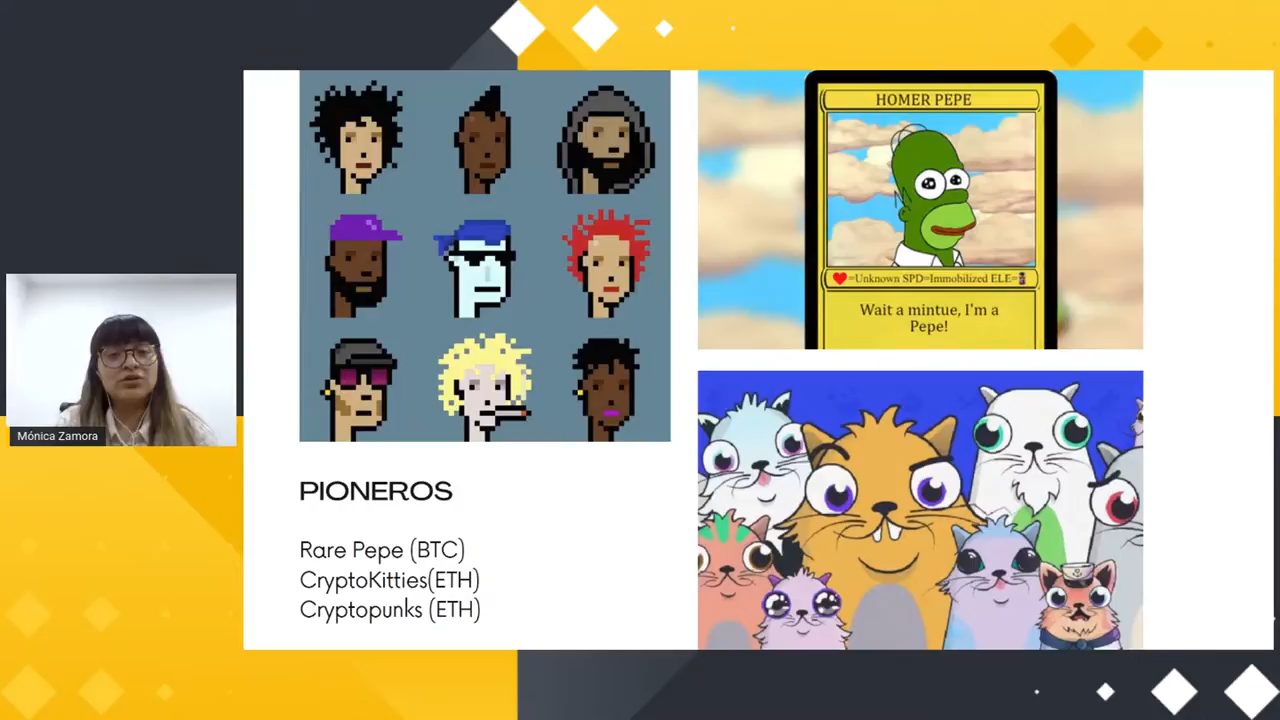 HOMER PEPE
=Unknown SPD=Immobilized ELE=
Wait a mintue, I'm a
Pepe!
Mónica Zamora
PIONEROS
Rare Pepe (BTC)
CryptoKitties(ETH)
Cryptopunks (ETH)